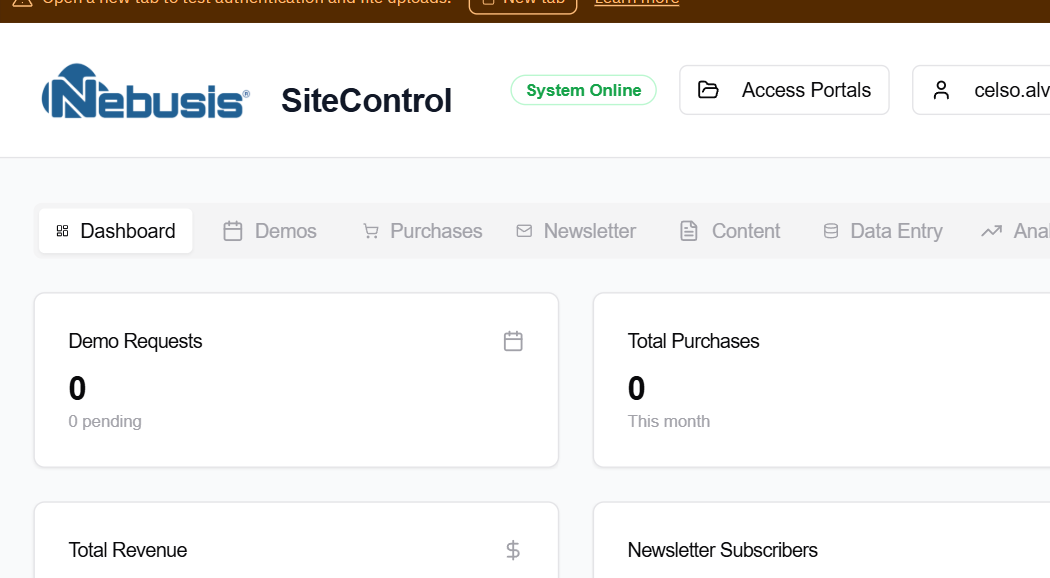 Open a new tab to test authentication and file uploads. New tab Learn more
Nebusis® SiteControl System Online Access Portals celso.alv
Dashboard Demos Purchases Newsletter Content Data Entry Ana
Demo Requests Total Purchases
0 0
0 pending This month
Total Revenue Newsletter Subscribers